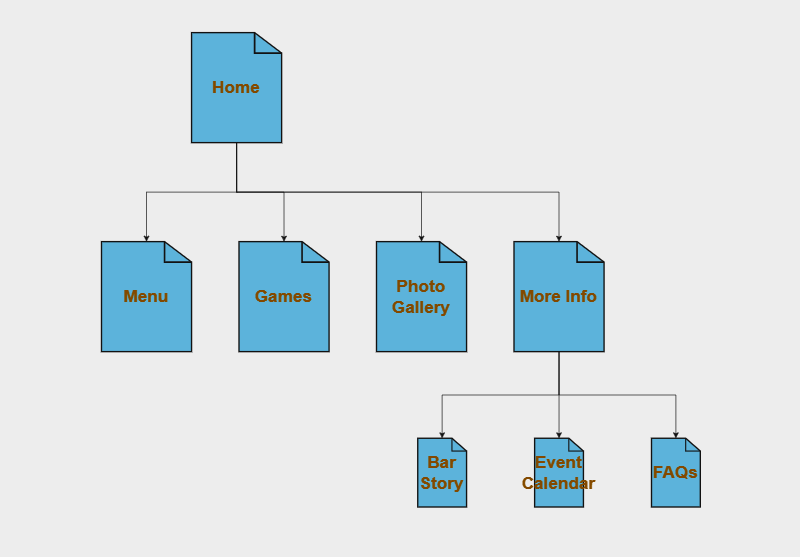 Home
Menu
Games
Photo
Gallery
More Info
Bar
Story
Event
Calendar
FAQs